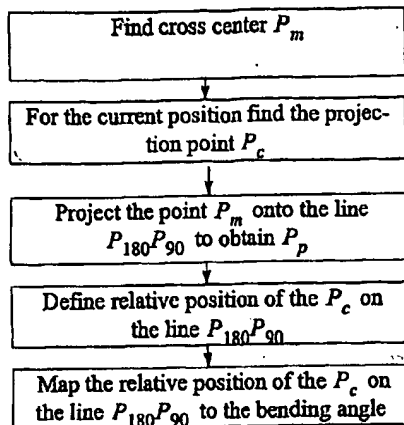 Find cross center P_m
For the current position find the projec-
tion point P_c
Project the point P_m onto the line
P_180P_90 to obtain P_p
Define relative position of the P_c on
the line P_180P_90
Map the relative position of the P_c on
the line P_180P_90 to the bending angle